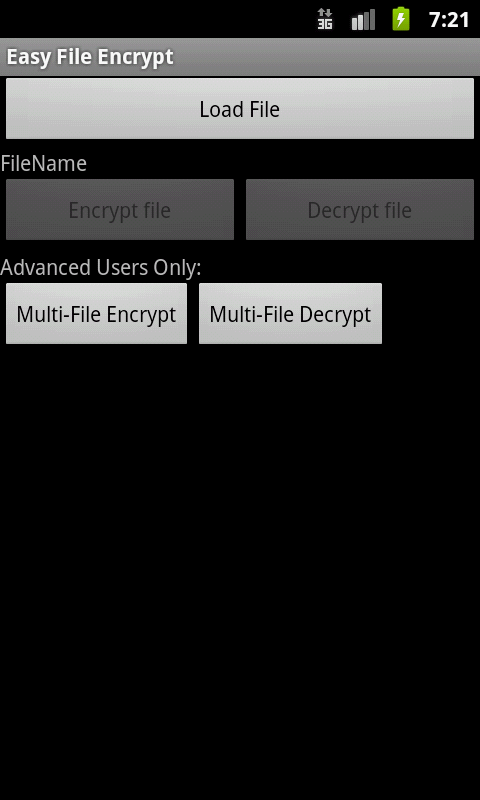 3G 7:21
Easy File Encrypt
Load File
FileName
Encrypt file Decrypt file
Advanced Users Only:
Multi-File Encrypt Multi-File Decrypt